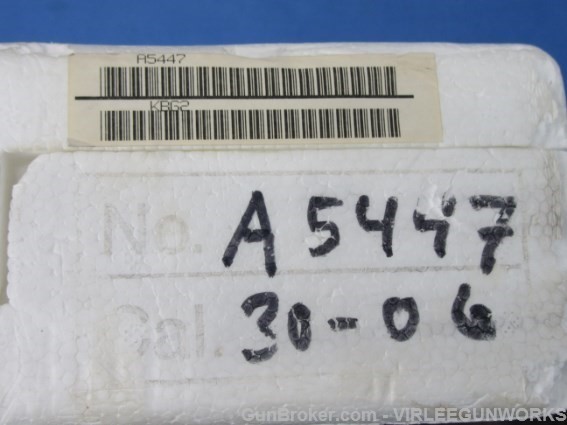 A5447
KBG2
No. A5447
Cal. 30-06
GunBroker.com - VIRLEEGUNWORKS